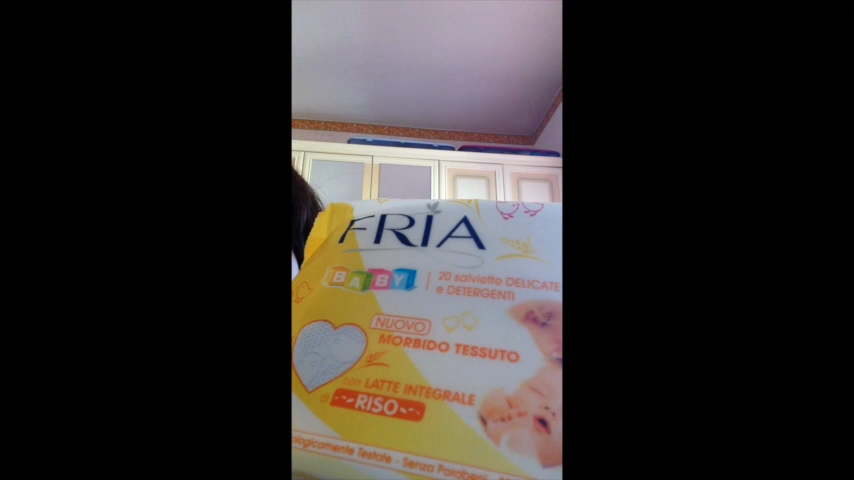 FRIA
BABY
20 salviette DELICATE
e DETERGENTI
NUOVO
MORBIDO TESSUTO
con LATTE INTEGRALE
di RISO
Testate - Senza Parabeni